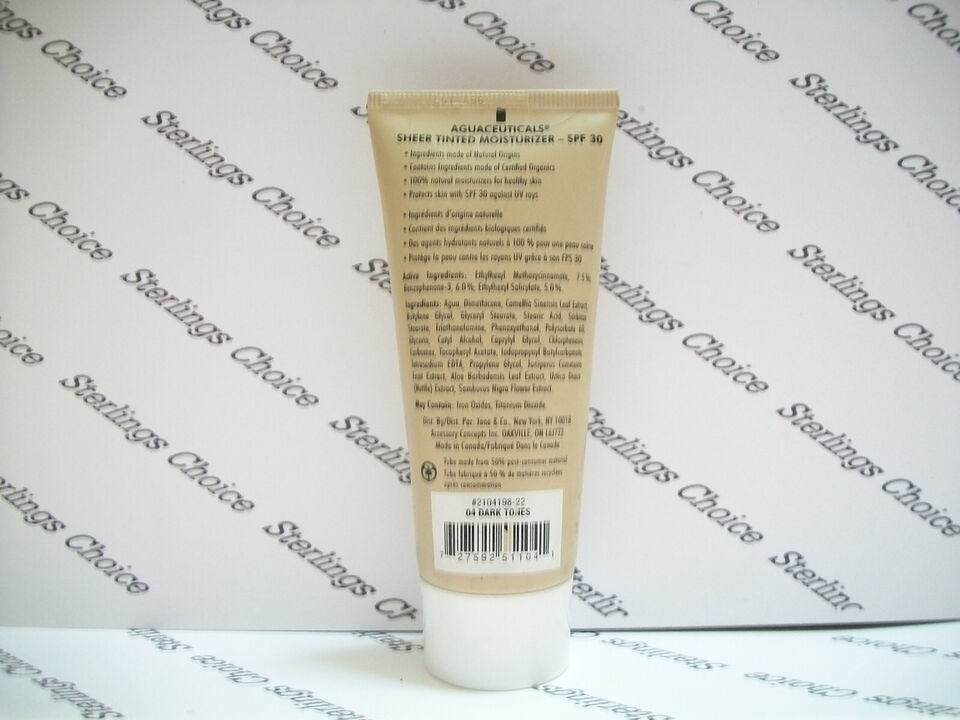 AGUACEUTICALS®
SHEER TINTED MOISTURIZER – SPF 30
+ Ingredients made of Natural Origins
+ Contains Ingredients made of Certified Organics
+ 100% natural moisturizers for healthy skin
+ Protects skin with SPF 30 against UV rays
+ Ingrédients d'origine naturelle
+ Contient des ingrédients biologiques certifiés
+ Des agents hydratants naturels à 100 % pour une peau saine
+ Protège la peau contre les rayons UV grâce à son FPS 30
Active Ingredients: Ethylhexyl Methoxycinnamate, 7.5%;
Benzophenone-3, 6.0%; Ethylhexyl Salicylate, 5.0%.
Ingredients: Agua, Dimethicone, Camellia Sinensis Leaf Extract,
Butylene Glycol, Glyceryl Stearate, Stearic Acid, Sorbitan
Stearate, Triethanolamine, Phenoxyethanol, Polysorbate 60,
Glycerin, Cetyl Alcohol, Caprylyl Glycol, Chlorphenesin,
Carbomer, Tocopheryl Acetate, Iodopropynyl Butylcarbamate,
Tetrasodium EDTA, Propylene Glycol, Juniperus Communis
Fruit Extract, Aloe Barbadensis Leaf Extract, Urtica Dioica
(Nettle) Extract, Sambucus Nigra Flower Extract.
May Contain: Iron Oxides, Titanium Dioxide.
Dist. By/Dist. Par: Jane & Co., New York, NY 10018
Accessory Concepts Inc. OAKVILLE, ON
Made in Canada/Fabriqué Dans le Canada
Tube made from 50% post-consumer material
Tube fabriqué à 50 % de matières recyclées
après consommation
#2104198-22
04 DARK TONES
7 27582 51104 1
Sterlings Choice